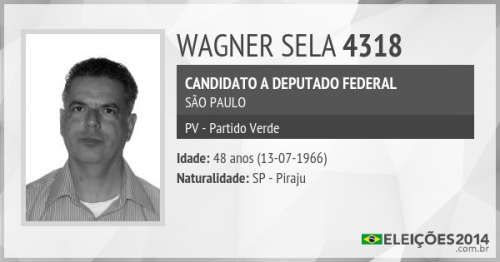 WAGNER SELA 4318
CANDIDATO A DEPUTADO FEDERAL
SÃO PAULO
PV - Partido Verde
Idade: 48 anos (13-07-1966)
Naturalidade: SP - Piraju
ELEIÇÕES2014
.com.br